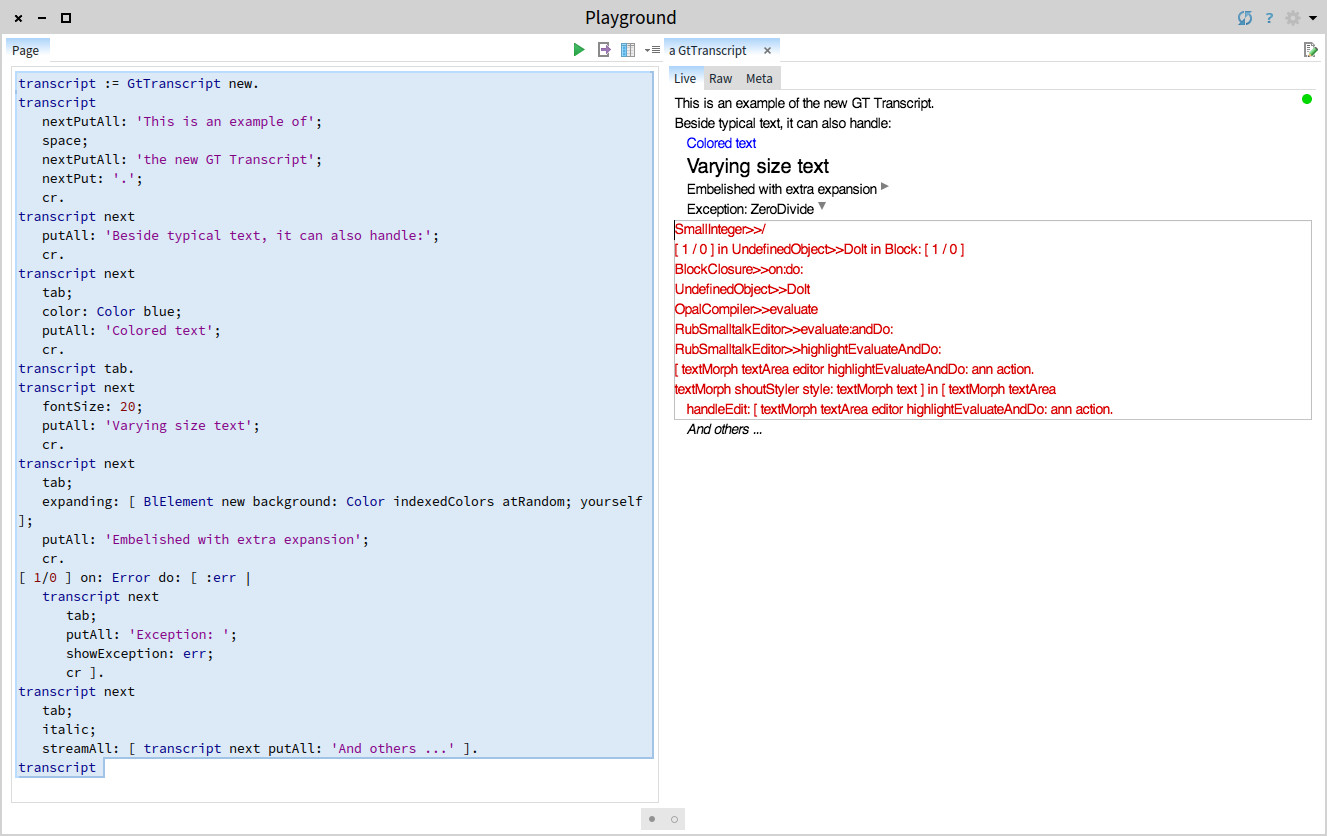 Playground
?
Page
transcript := GtTranscript new.
transcript
nextPutAll: 'This is an example of';
space;
nextPutAll: 'the new GT Transcript';
nextPut: '.';
cr.
transcript next
putAll: 'Beside typical text, it can also handle:';
cr.
transcript next
tab;
color: Color blue;
putAll: 'Colored text';
cr.
transcript tab.
transcript next
fontSize: 20;
putAll: 'Varying size text';
cr.
transcript next
tab;
expanding: [ BlElement new background: Color indexedColors atRandom; yourself
];
putAll: 'Embelished with extra expansion';
cr.
[ 1/0 ] on: Error do: [ :err |
transcript next
tab;
putAll: 'Exception: ';
showException: err;
cr ].
transcript next
tab;
italic;
streamAll: [ transcript next putAll: 'And others ...' ].
transcript
a GtTranscript
Live Raw Meta
This is an example of the new GT Transcript.
Beside typical text, it can also handle:
Colored text
Varying size text
Embelished with extra expansion
Exception: ZeroDivide
SmallInteger>>/
[ 1 / 0 ] in UndefinedObject>>DoIt in Block: [ 1 / 0 ]
BlockClosure>>on:do:
UndefinedObject>>DoIt
OpalCompiler>>evaluate
RubSmalltalkEditor>>evaluate:andDo:
RubSmalltalkEditor>>highlightEvaluateAndDo:
[ textMorph textArea editor highlightEvaluateAndDo: ann action.
textMorph shoutStyler style: textMorph text ] in [ textMorph textArea
handleEdit: [ textMorph textArea editor highlightEvaluateAndDo: ann action.
And others ...